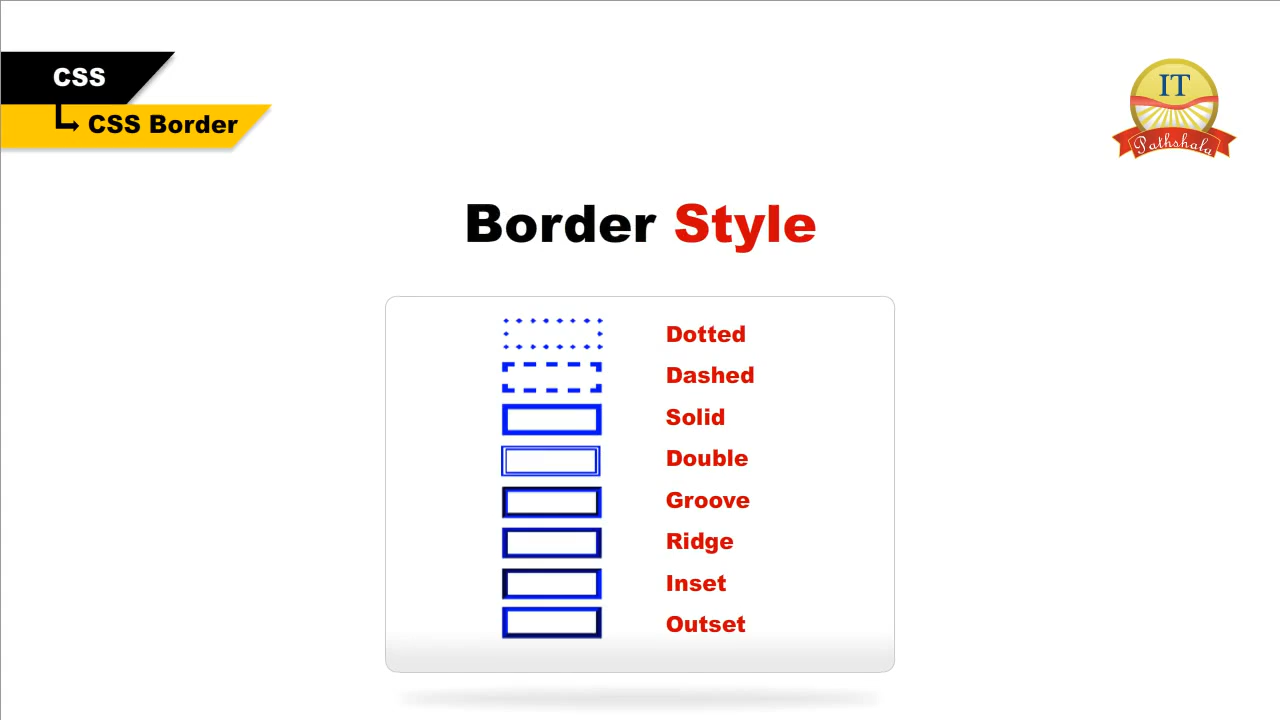 CSS
CSS Border
IT
Pathshala
Border Style
Dotted
Dashed
Solid
Double
Groove
Ridge
Inset
Outset